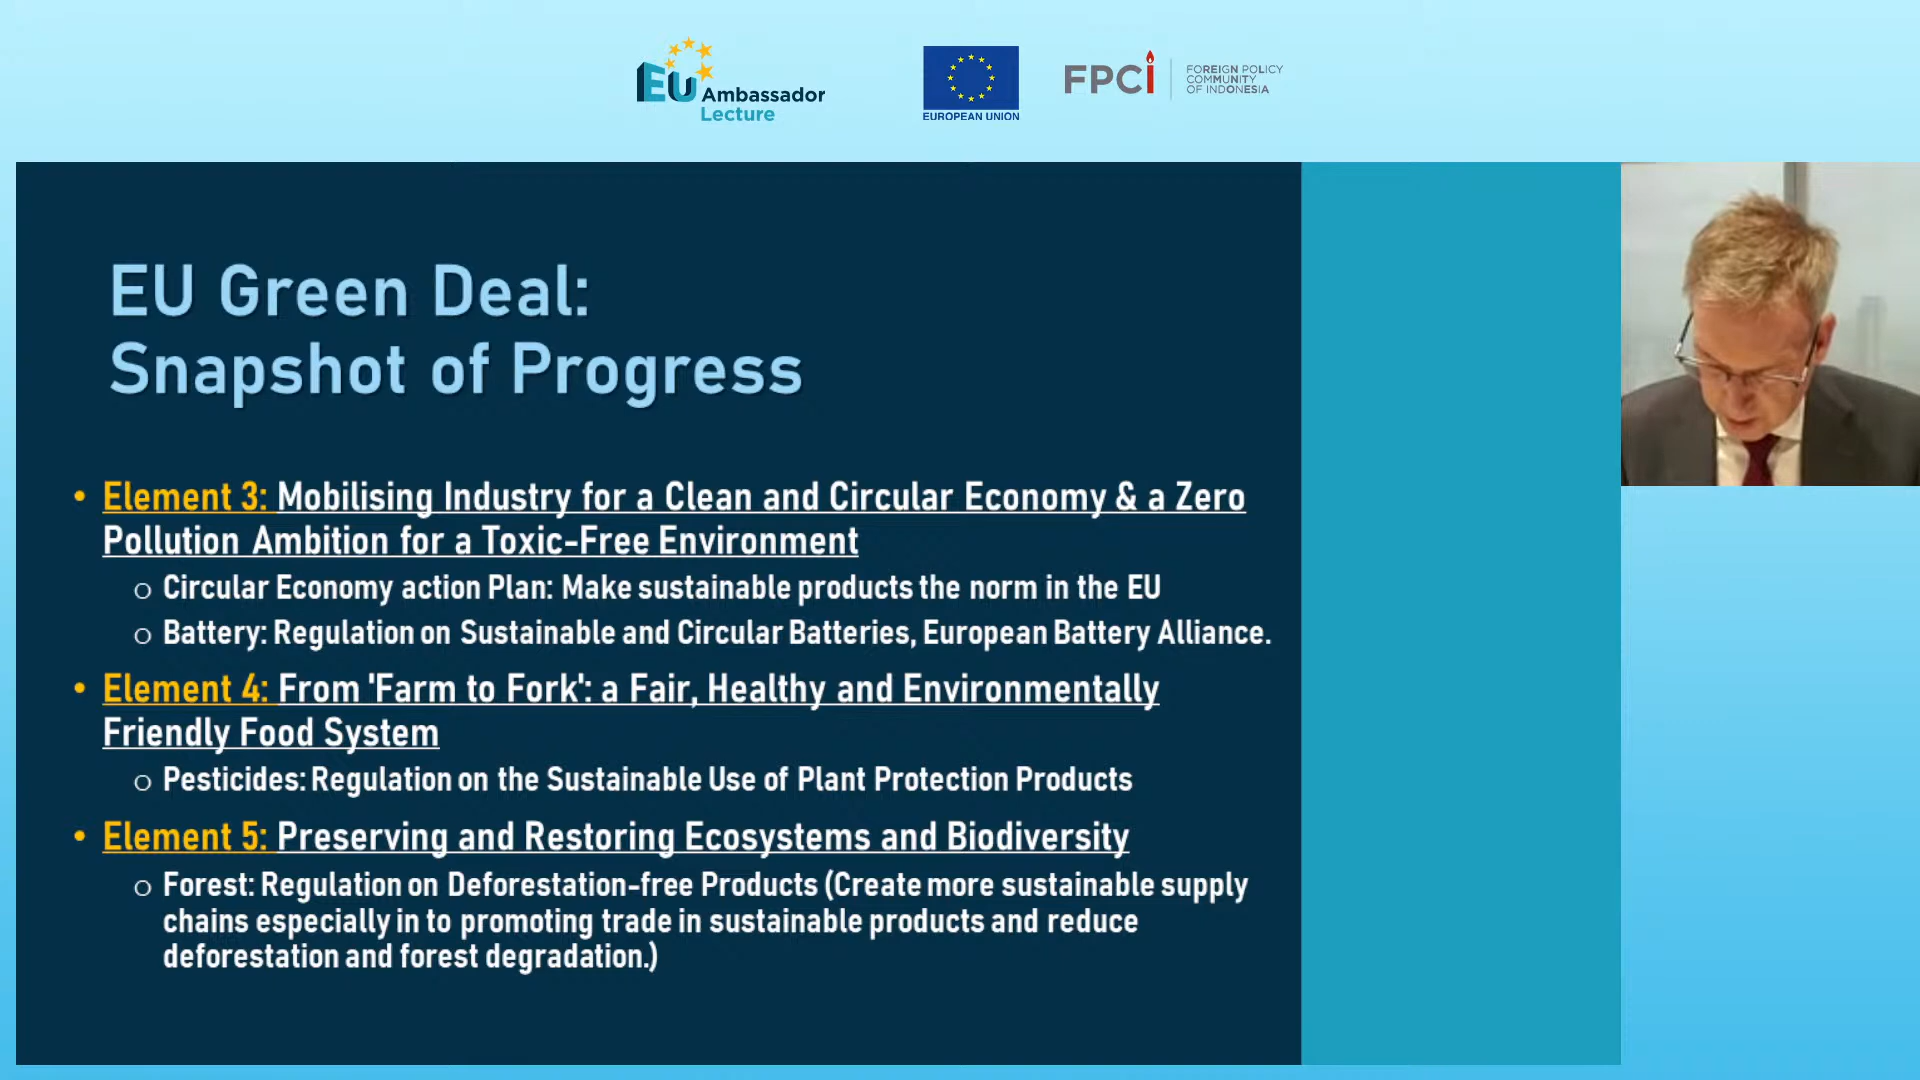 EU Ambassador
Lecture
EUROPEAN UNION
FPCI
FOREIGN POLICY
COMMUNITY
OF INDONESIA
EU Green Deal:
Snapshot of Progress
• Element 3: Mobilising Industry for a Clean and Circular Economy & a Zero
Pollution Ambition for a Toxic-Free Environment
o Circular Economy action Plan: Make sustainable products the norm in the EU
o Battery: Regulation on Sustainable and Circular Batteries, European Battery Alliance.
• Element 4: From 'Farm to Fork': a Fair, Healthy and Environmentally
Friendly Food System
o Pesticides: Regulation on the Sustainable Use of Plant Protection Products
• Element 5: Preserving and Restoring Ecosystems and Biodiversity
o Forest: Regulation on Deforestation-free Products (Create more sustainable supply
chains especially in to promoting trade in sustainable products and reduce
deforestation and forest degradation.)